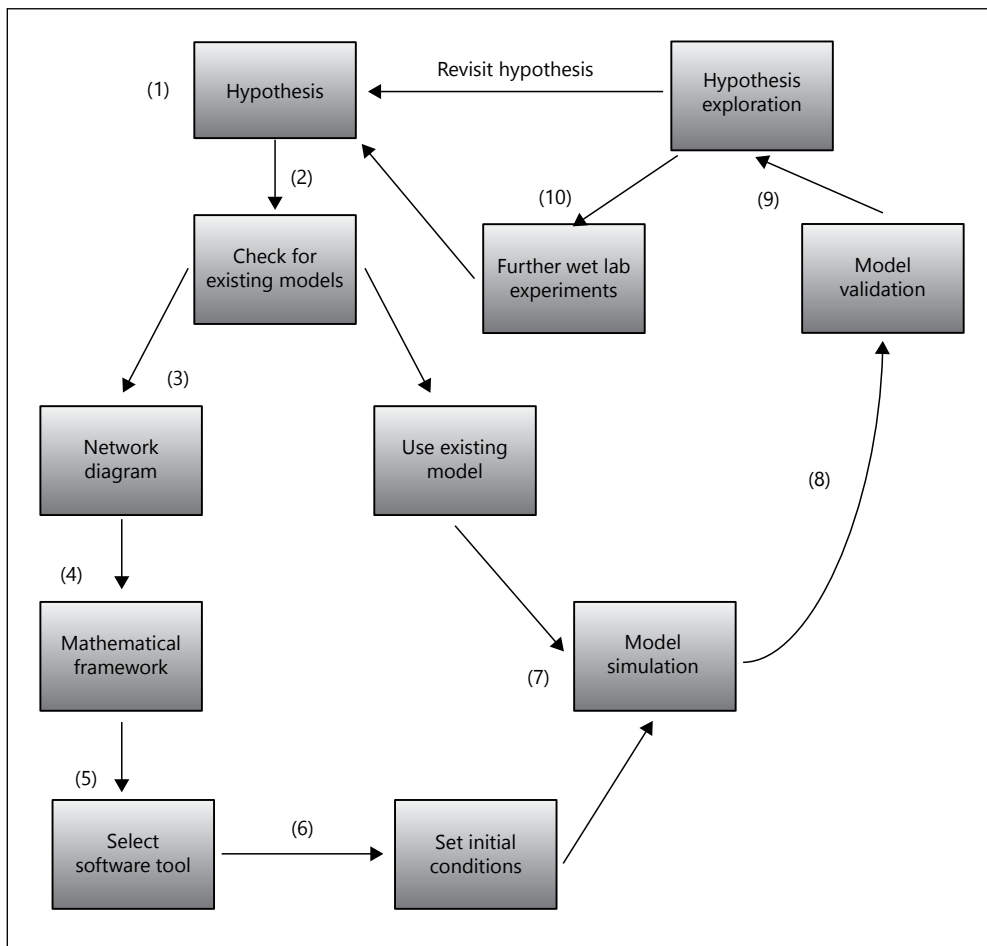 (1)
Hypothesis
Revisit hypothesis
Hypothesis
exploration
(2)
(10)
(9)
Check for
existing models
Further wet lab
experiments
Model
validation
(3)
Network
diagram
Use existing
model
(8)
(4)
Mathematical
framework
(7)
Model
simulation
(5)
Select
software tool
(6)
Set initial
conditions